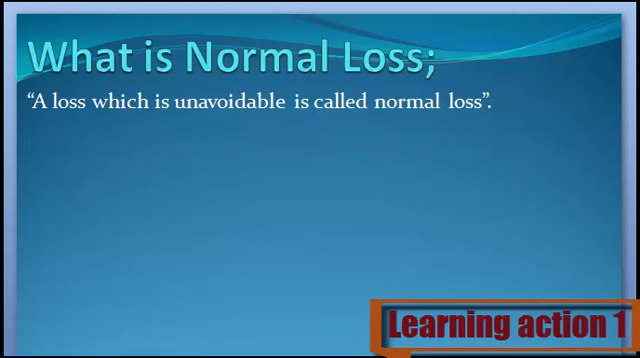 What is Normal Loss;
“A loss which is unavoidable is called normal loss”.
Learning action 1